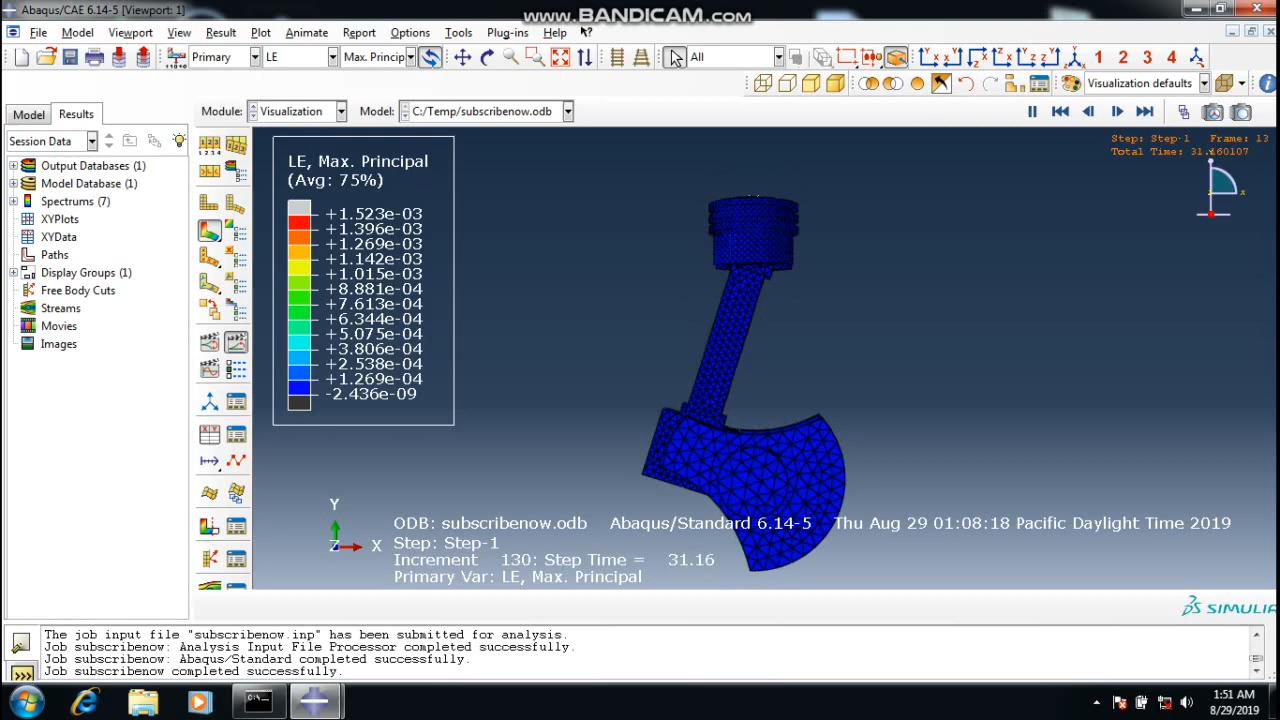 Abaqus/CAE 6.14-5 [Viewport: 1]
www.BANDICAM.com
File Model Viewport View Result Plot Animate Report Options Tools Plug-ins Help
Primary LE Max. Princip All 1 2 3 4
Visualization defaults
Model Results
Module: Visualization Model: C:/Temp/subscribenow.odb
Session Data
Output Databases (1)
Model Database (1)
Spectrums (7)
XYPlots
XYData
Paths
Display Groups (1)
Free Body Cuts
Streams
Movies
Images
LE, Max. Principal
(Avg: 75%)
+1.523e-03
+1.396e-03
+1.269e-03
+1.142e-03
+1.015e-03
+8.881e-04
+7.613e-04
+6.344e-04
+5.075e-04
+3.806e-04
+2.538e-04
+1.269e-04
-2.436e-09
Step: Step-1 Frame: 13
Total Time: 31.160107
Y
Z X
ODB: subscribenow.odb Abaqus/Standard 6.14-5 Thu Aug 29 Pacific Daylight Time 2019
Step: Step-1
Increment 130: Step Time = 31.16
Primary Var: LE, Max. Principal
SIMULIA
The job input file "subscribenow.inp" has been submitted for analysis.
Job subscribenow: Analysis Input File Processor completed successfully.
Job subscribenow: Abaqus/Standard completed successfully.
Job subscribenow completed successfully.
1:51 AM
8/29/2019